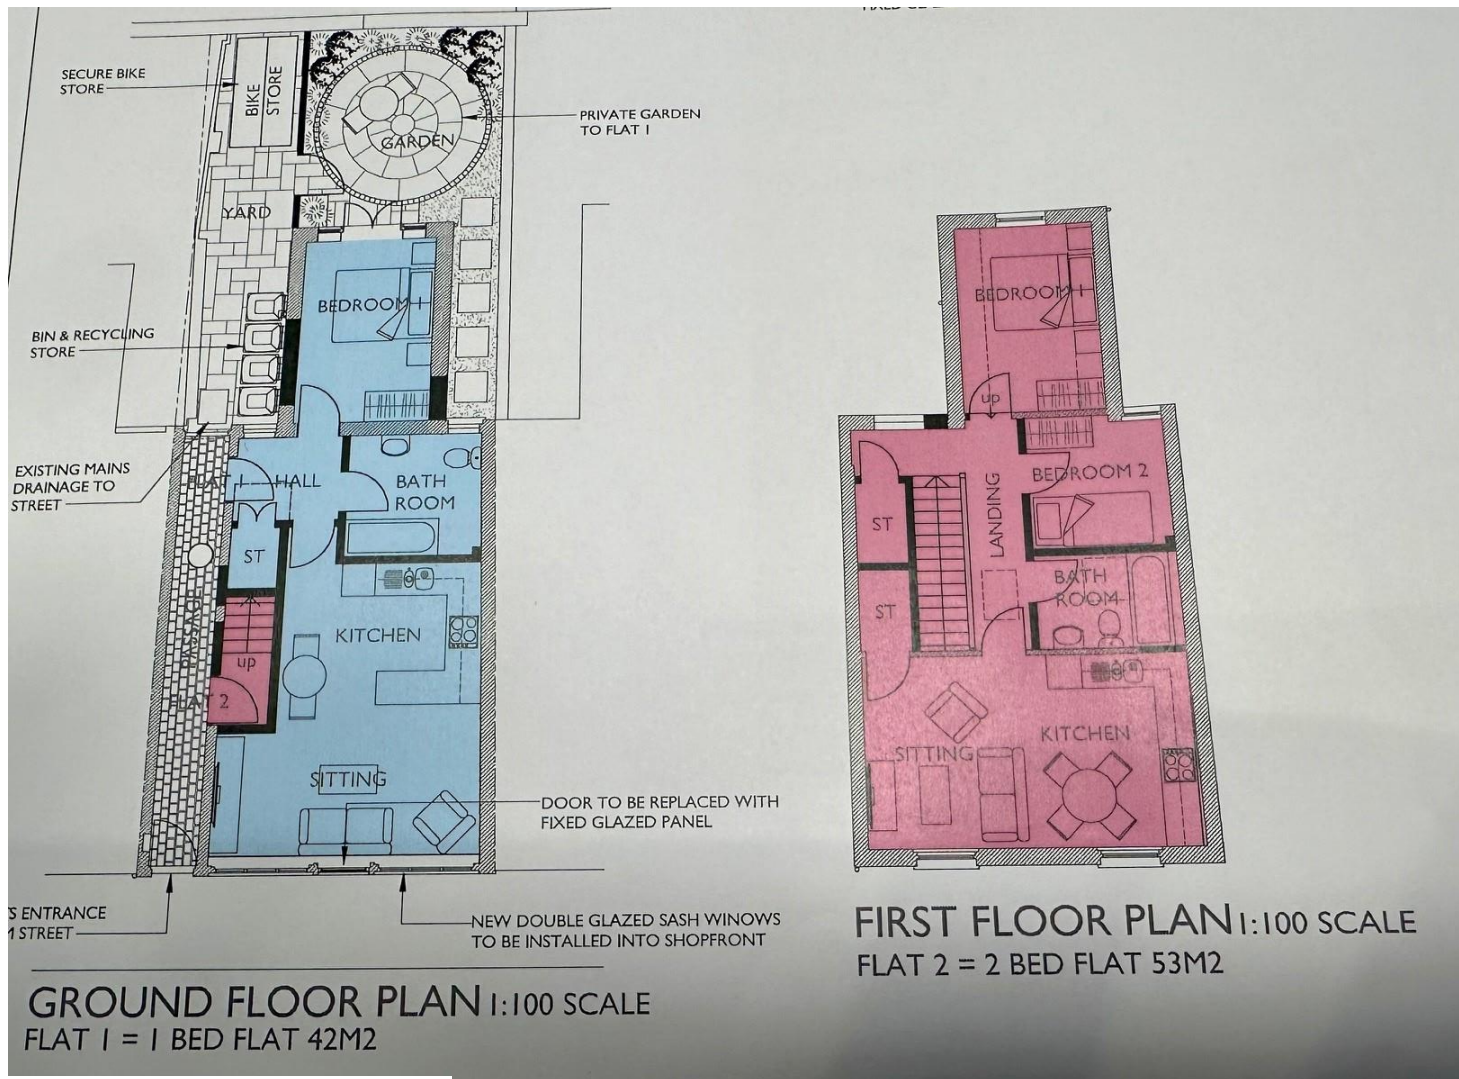 SECURE BIKE
STORE
BIKE
STORE
GARDEN
PRIVATE GARDEN
TO FLAT 1
YARD
BEDROOM 1
BIN & RECYCLING
STORE
EXISTING MAINS
DRAINAGE TO
STREET
FLAT 1
HALL
BATH
ROOM
ST
PASSAGE
up
KITCHEN
FLAT 2
SITTING
DOOR TO BE REPLACED WITH
FIXED GLAZED PANEL
ENTRANCE
STREET
NEW DOUBLE GLAZED SASH WINOWS
TO BE INSTALLED INTO SHOPFRONT
GROUND FLOOR PLAN 1:100 SCALE
FLAT 1 = 1 BED FLAT 42M2
BEDROOM 1
up
BEDROOM 2
LANDING
ST
BATH
ROOM
ST
SITTING
KITCHEN
FIRST FLOOR PLAN 1:100 SCALE
FLAT 2 = 2 BED FLAT 53M2